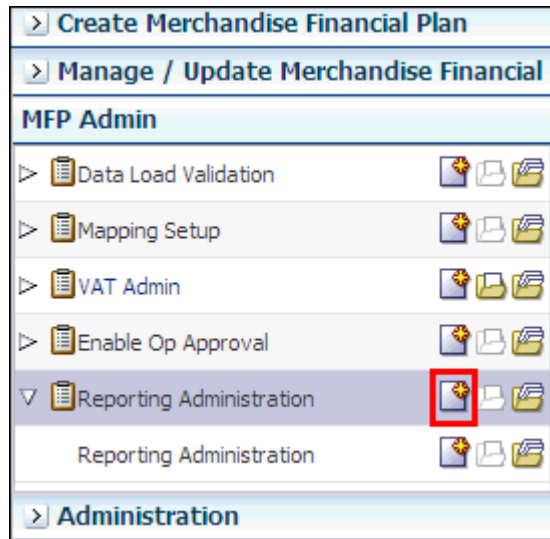 Create Merchandise Financial Plan
Manage / Update Merchandise Financial
MFP Admin
Data Load Validation
Mapping Setup
VAT Admin
Enable Op Approval
Reporting Administration
Reporting Administration
Administration